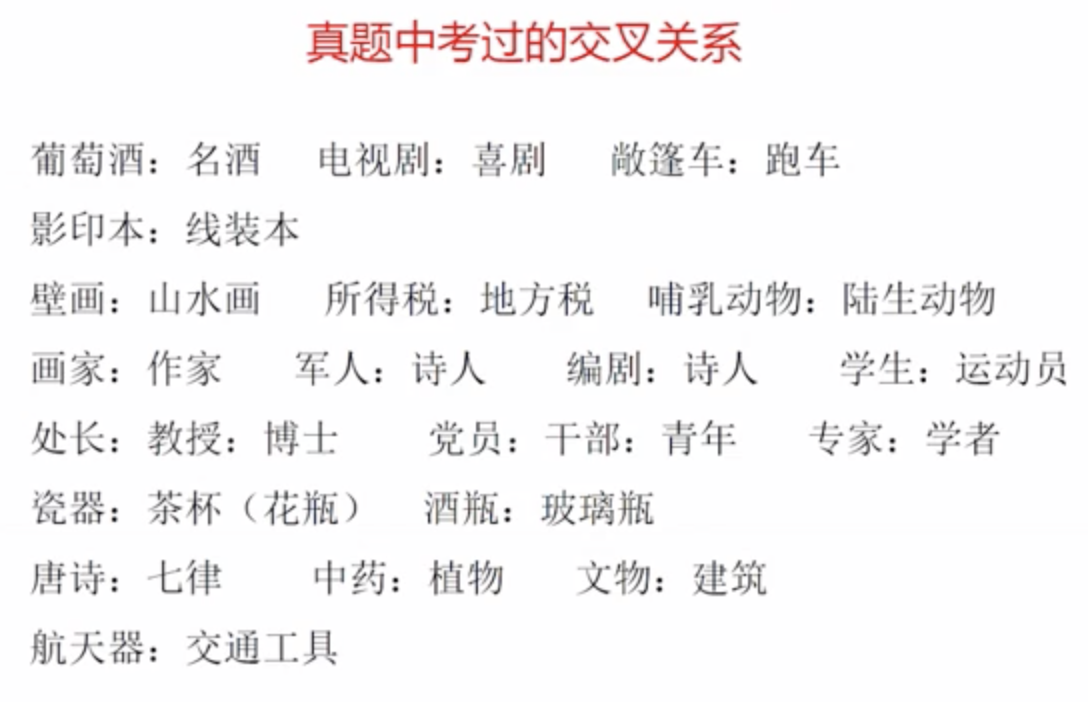 真题中考过的交叉关系
葡萄酒：名酒 电视剧：喜剧 敞篷车：跑车
影印本：线装本
壁画：山水画 所得税：地方税 哺乳动物：陆生动物
画家：作家 军人：诗人 编剧：诗人 学生：运动员
处长：教授：博士 党员：干部：青年 专家：学者
瓷器：茶杯（花瓶） 酒瓶：玻璃瓶
唐诗：七律 中药：植物 文物：建筑
航天器：交通工具